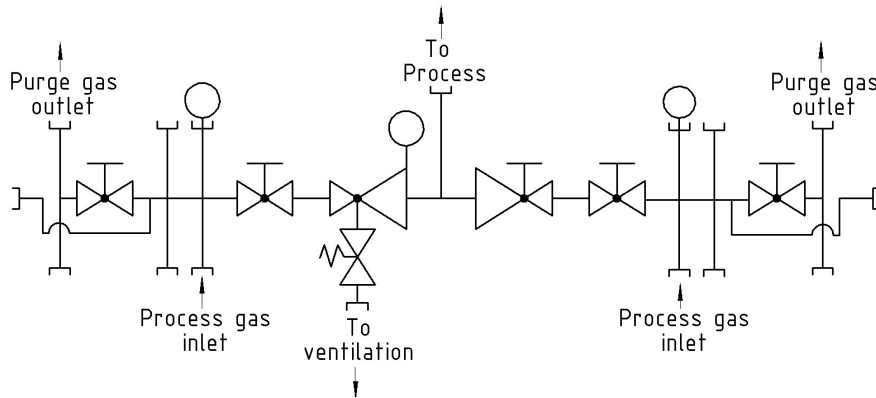 To
Process
Purge gas
outlet
Purge gas
outlet
Process gas
inlet
To
ventilation
Process gas
inlet